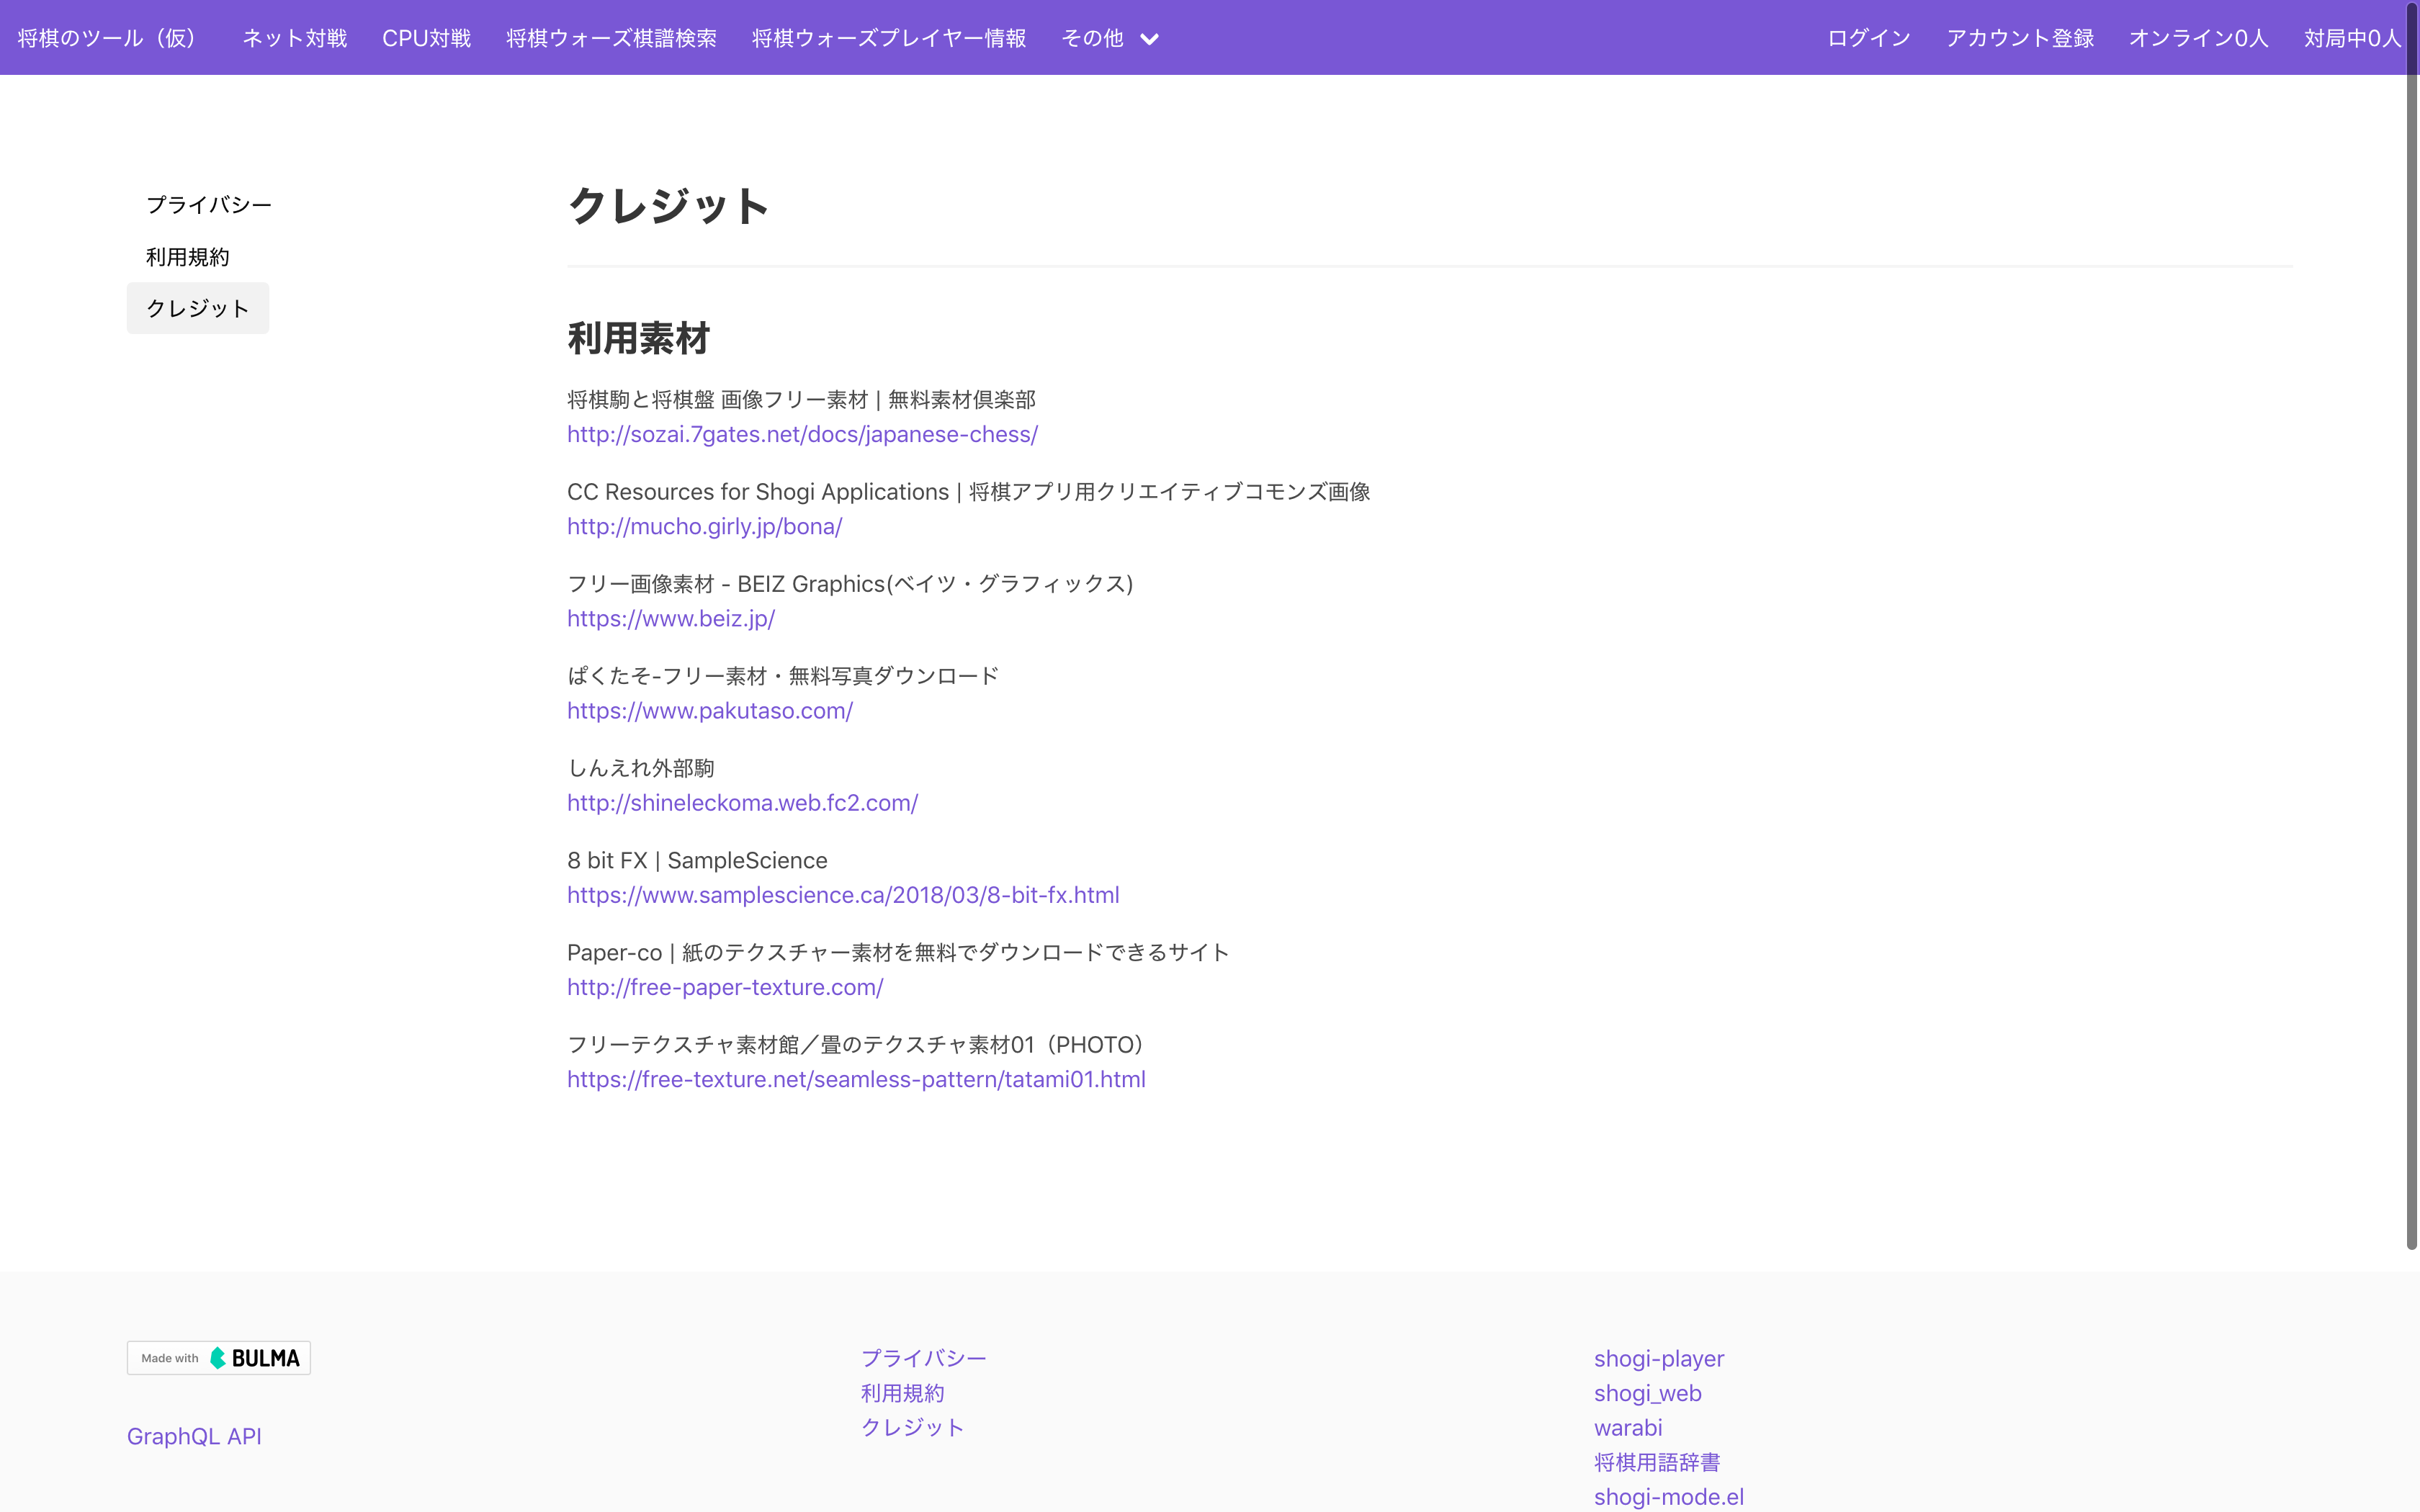 将棋のツール（仮） ネット対戦 CPU対戦 将棋ウォーズ棋譜検索 将棋ウォーズプレイヤー情報 その他 ログイン アカウント登録 オンライン0人 対局中0人
プライバシー
利用規約
クレジット
クレジット
利用素材
将棋駒と将棋盤 画像フリー素材 | 無料素材倶楽部
http://sozai.7gates.net/docs/japanese-chess/
CC Resources for Shogi Applications | 将棋アプリ用クリエイティブコモンズ画像
http://mucho.girly.jp/bona/
フリー画像素材 - BEIZ Graphics(ベイツ・グラフィックス)
https://www.beiz.jp/
ぱくたそ-フリー素材・無料写真ダウンロード
https://www.pakutaso.com/
しんえれ外部駒
http://shineleckoma.web.fc2.com/
8 bit FX | SampleScience
https://www.samplescience.ca/2018/03/8-bit-fx.html
Paper-co | 紙のテクスチャー素材を無料でダウンロードできるサイト
http://free-paper-texture.com/
フリーテクスチャ素材館／畳のテクスチャ素材01（PHOTO）
https://free-texture.net/seamless-pattern/tatami01.html
Made with BULMA
GraphQL API
プライバシー
利用規約
クレジット
shogi-player
shogi_web
warabi
将棋用語辞書
shogi-mode.el